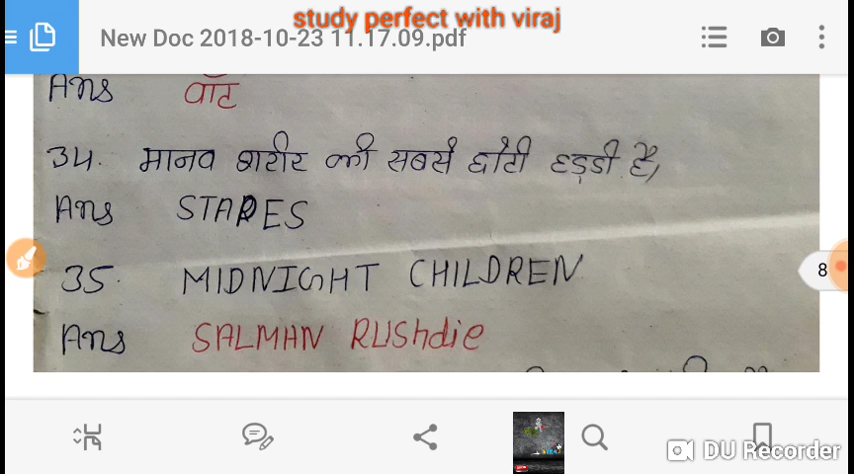 study perfect with viraj
New Doc 2018-10-23 11.17.09.pdf
Ans वॉट
34. मानव शरीर की सबसे छोटी हड्डी है,
Ans STAPES
35. MIDNIGHT CHILDREN
8
Ans SALMAN RUShdie
DU Recorder